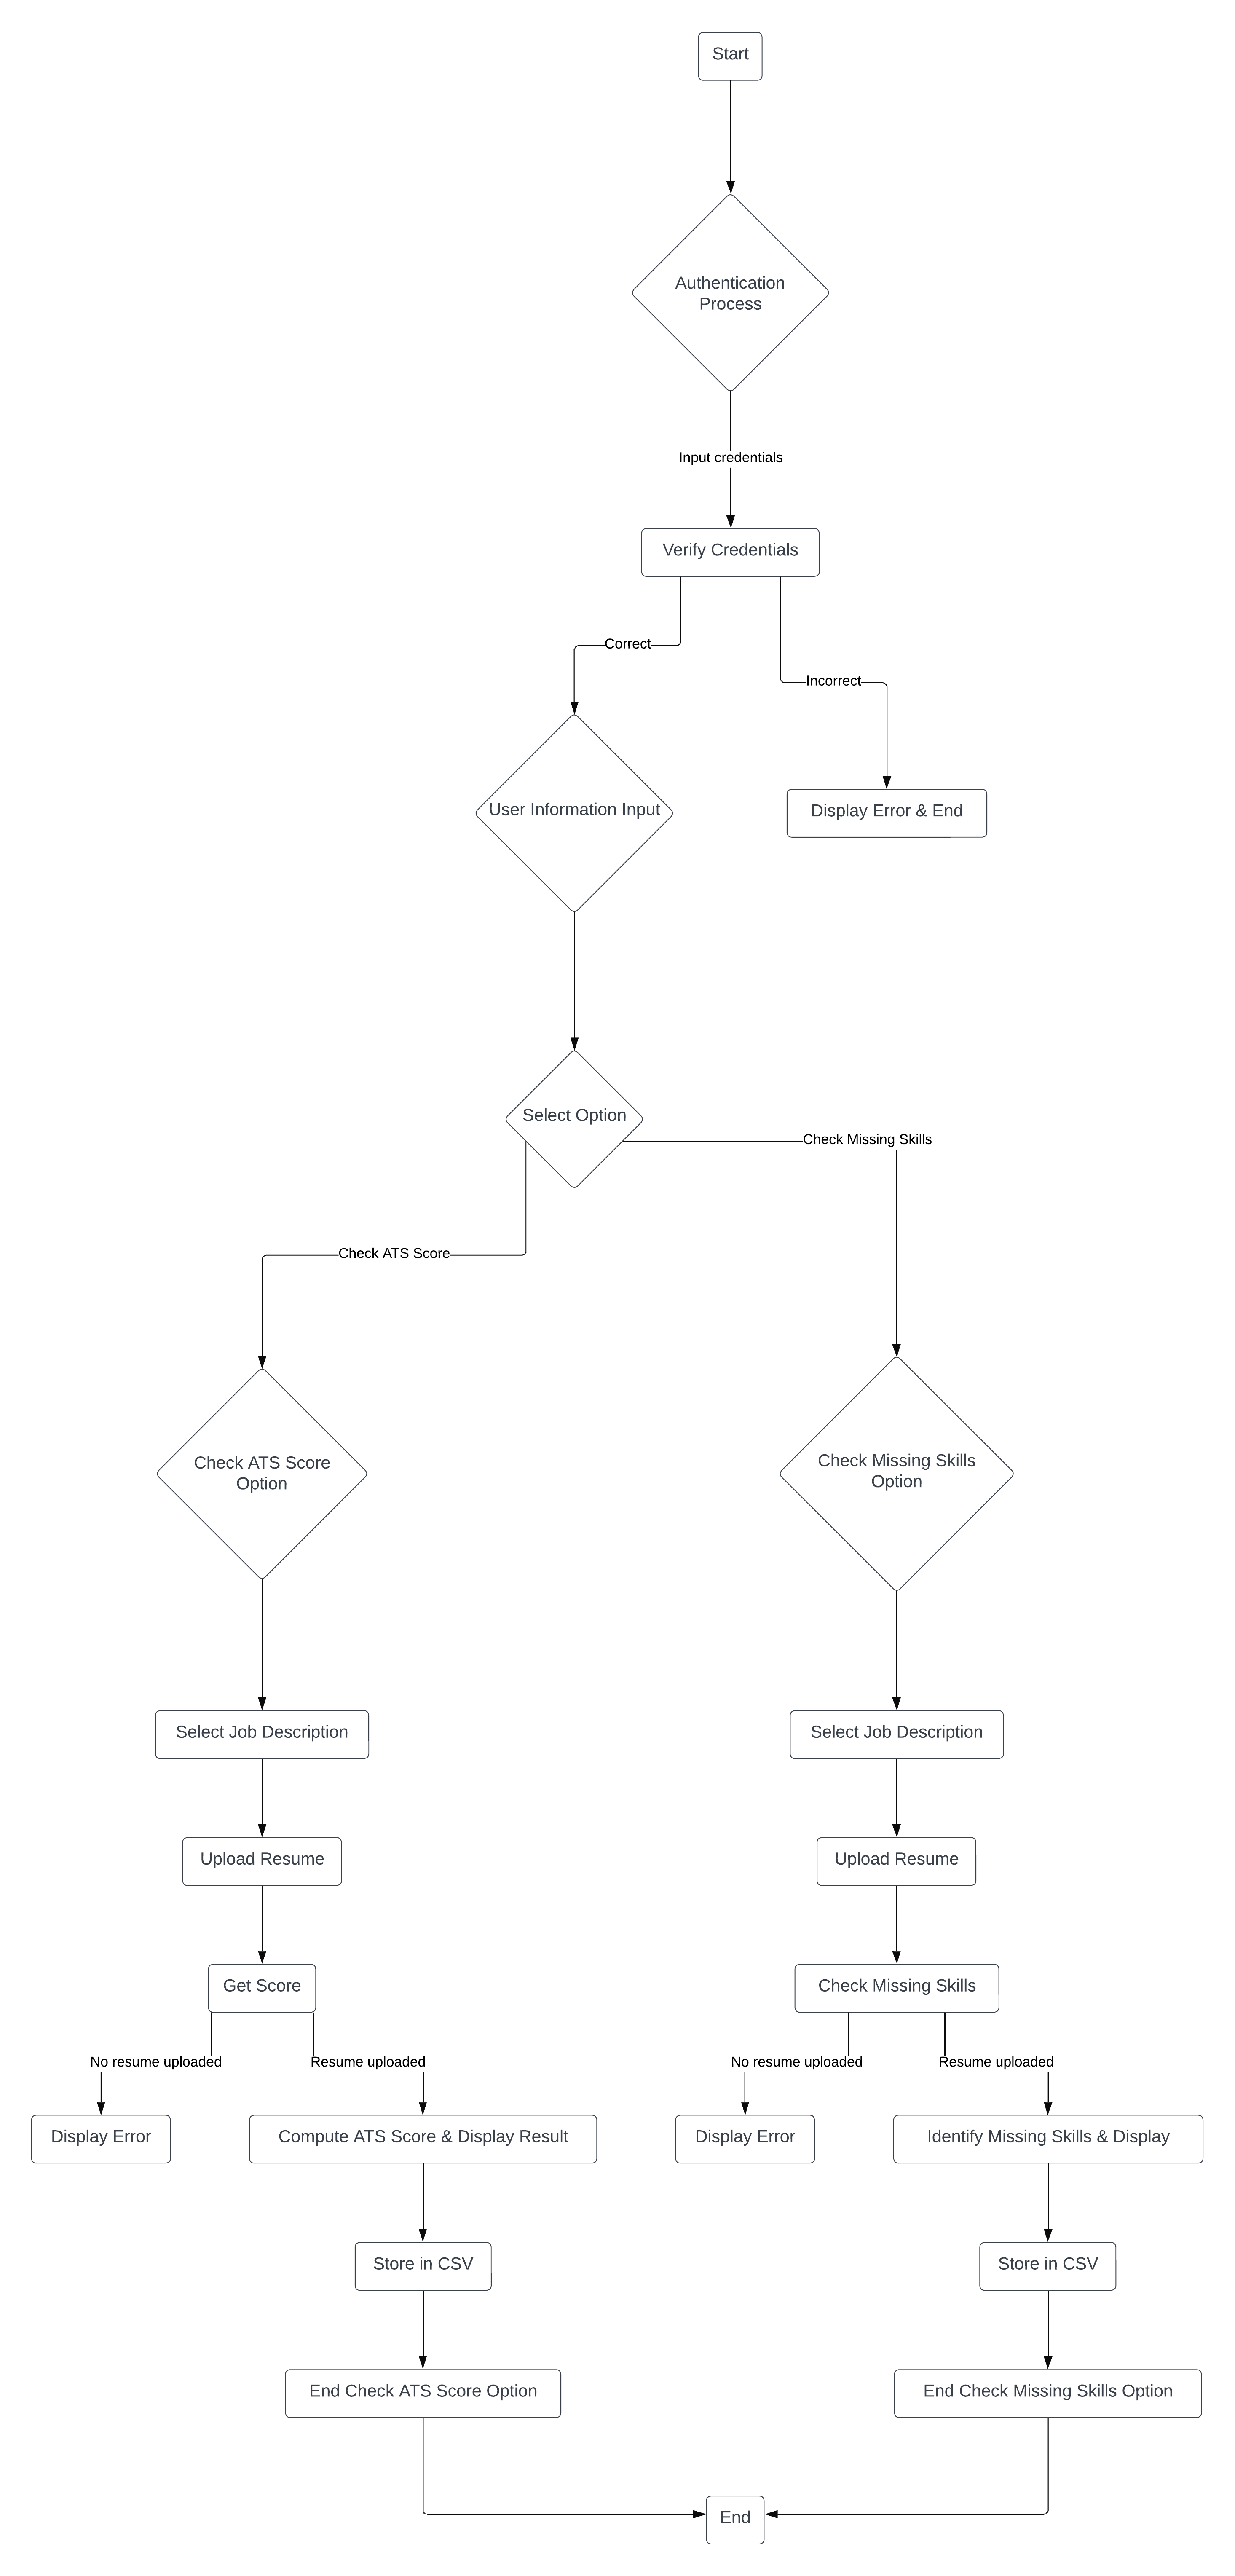 Start
Authentication
Process
Input credentials
Verify Credentials
Correct
Incorrect
User Information Input
Display Error & End
Select Option
Check Missing Skills
Check ATS Score
Check ATS Score
Option
Check Missing Skills
Option
Select Job Description
Select Job Description
Upload Resume
Upload Resume
Get Score
Check Missing Skills
No resume uploaded
Resume uploaded
No resume uploaded
Resume uploaded
Display Error
Compute ATS Score & Display Result
Display Error
Identify Missing Skills & Display
Store in CSV
Store in CSV
End Check ATS Score Option
End Check Missing Skills Option
End